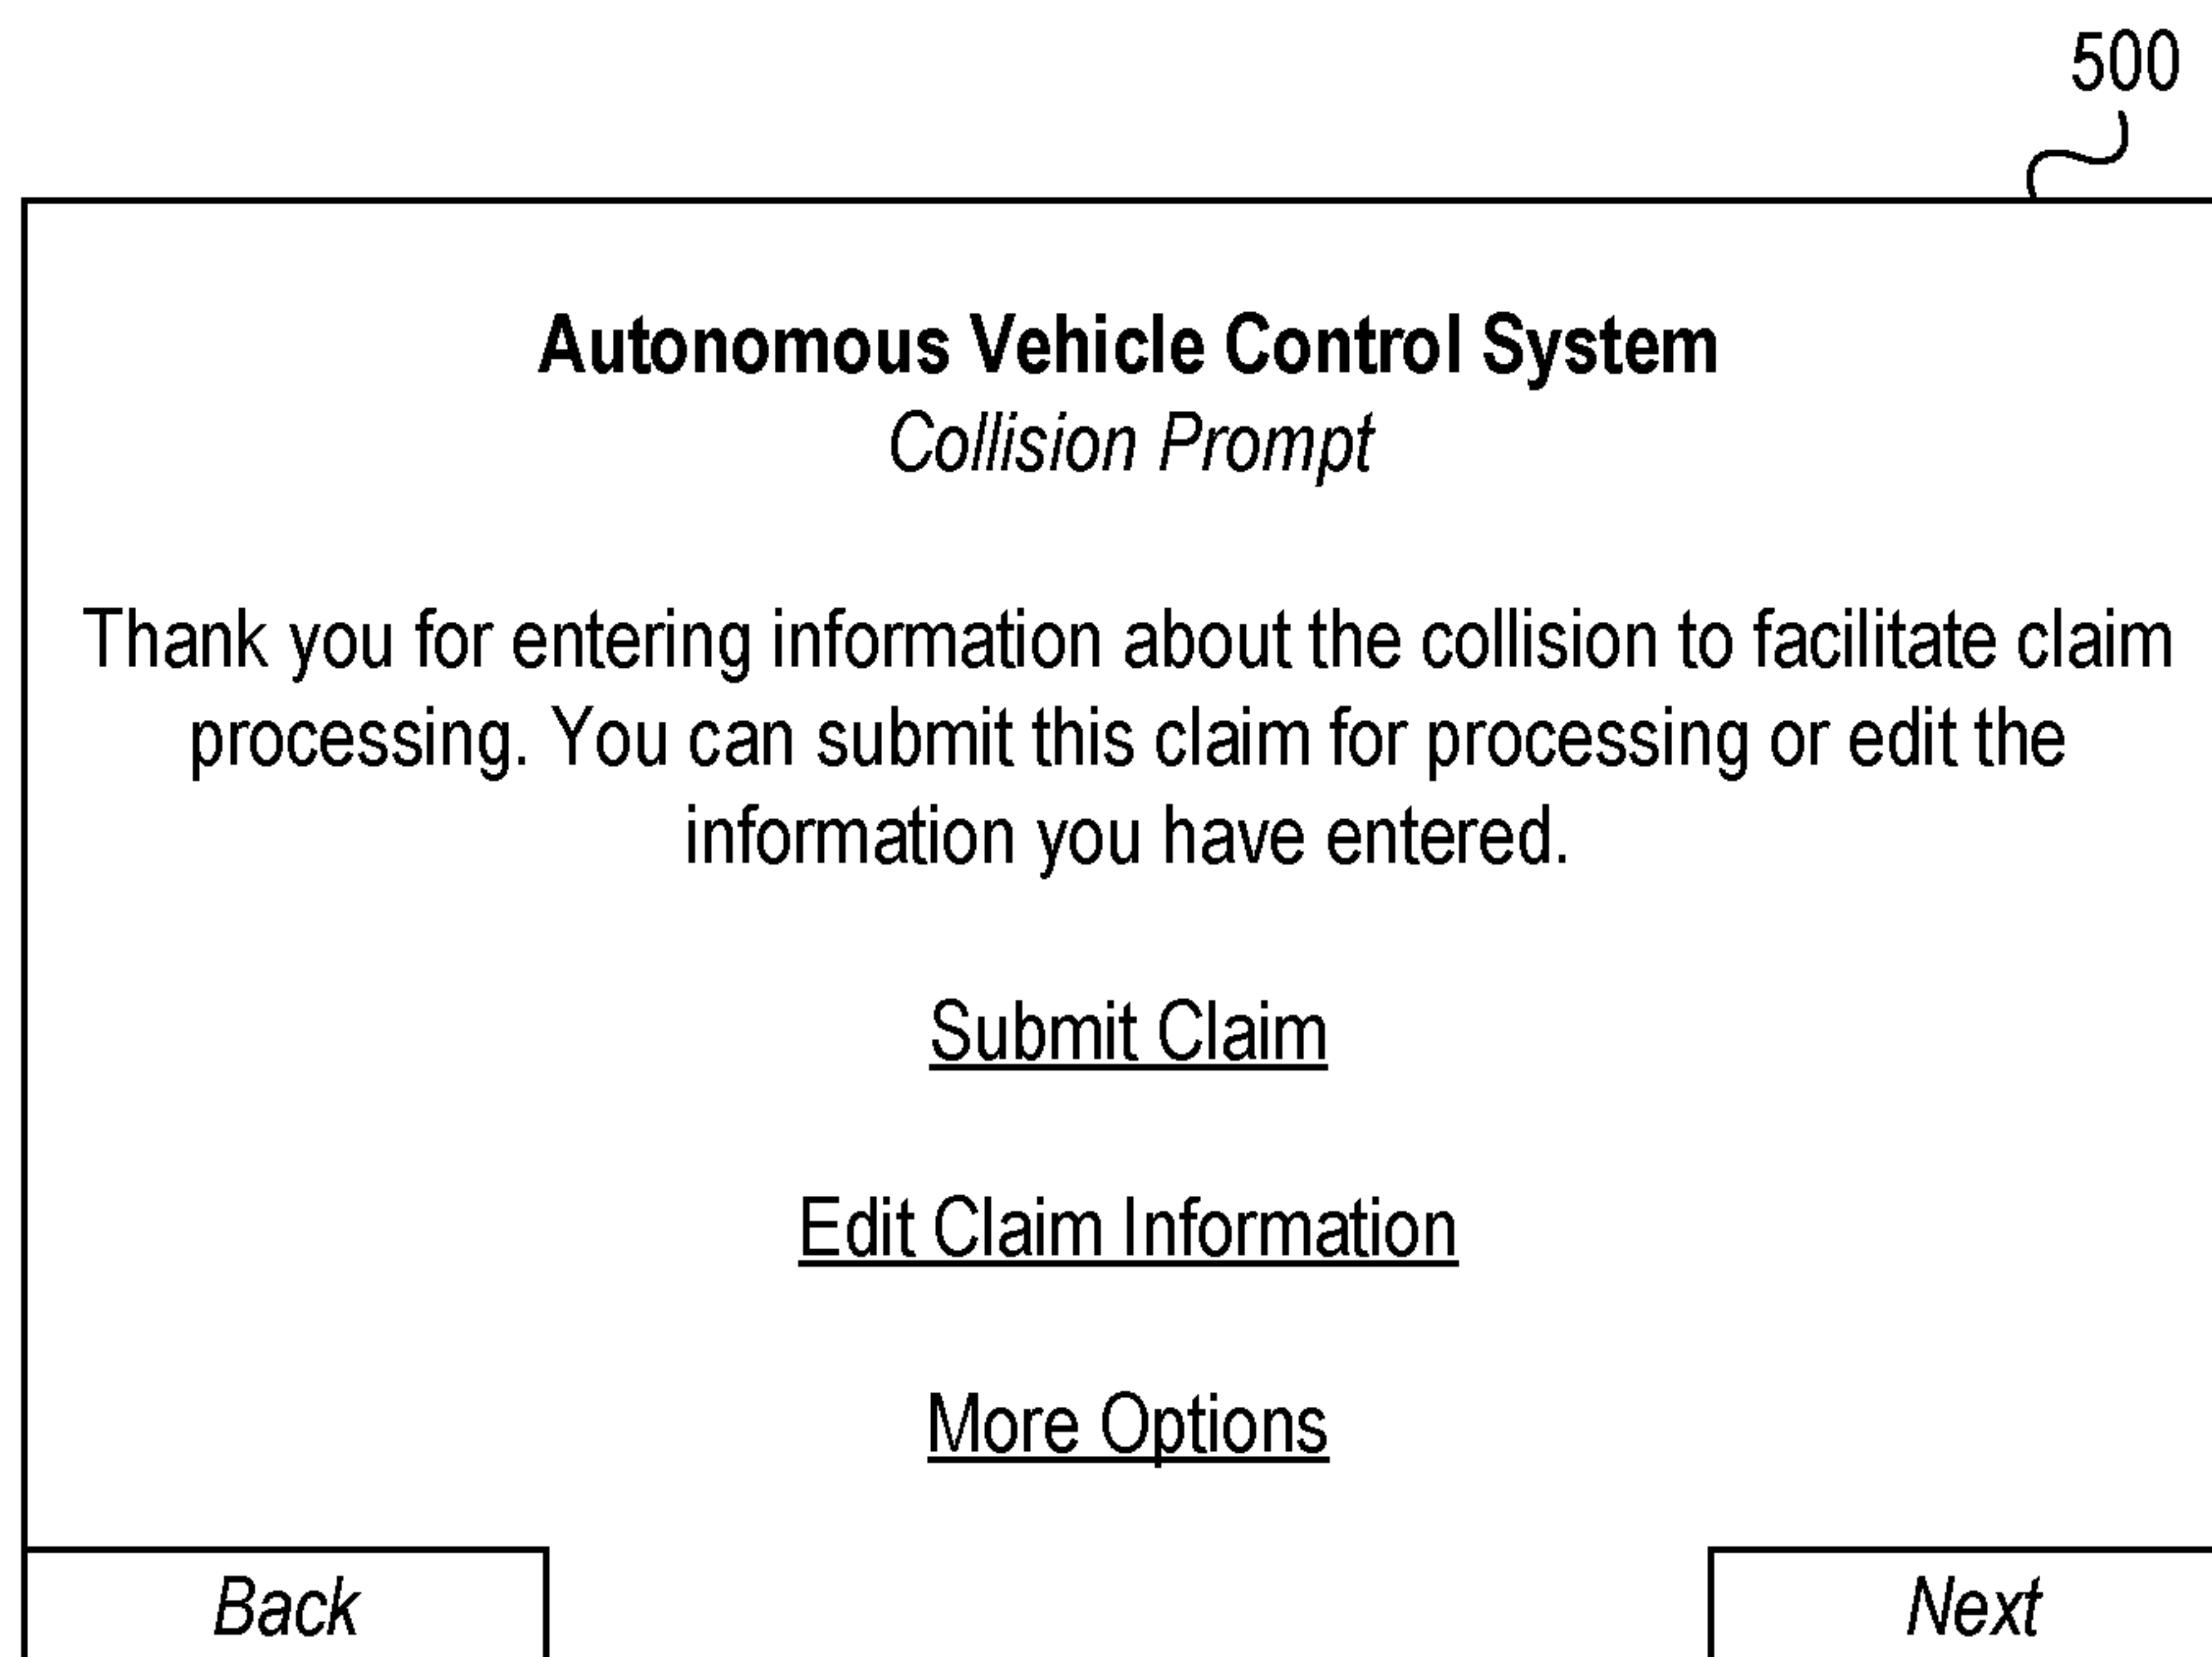 500
Autonomous Vehicle Control System
Collision Prompt
Thank you for entering information about the collision to facilitate claim
processing. You can submit this claim for processing or edit the
information you have entered.
Submit Claim
Edit Claim Information
More Options
Back
Next